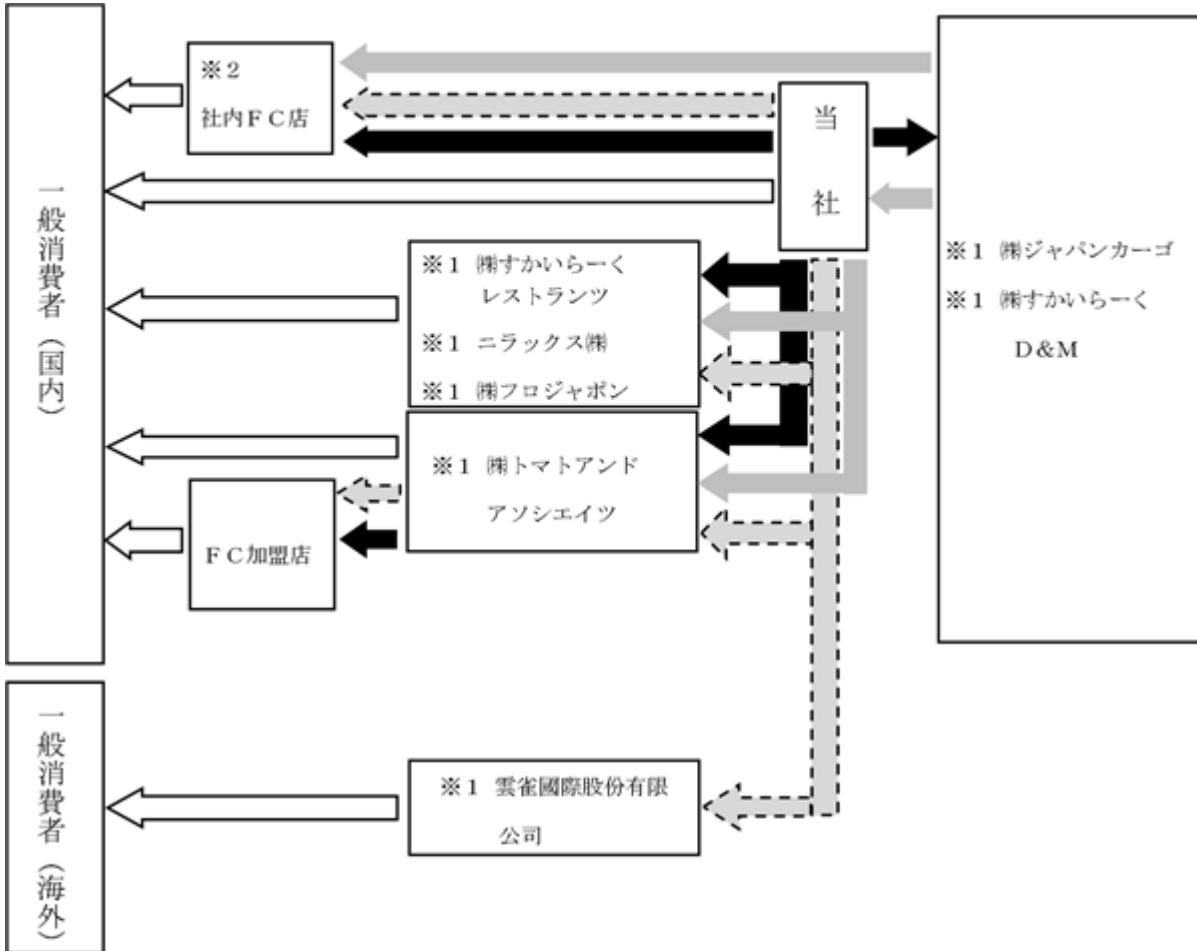 一般消費者（国内）
※２
社内ＦＣ店
当社
※１ ㈱ジャパンカーゴ
※１ ㈱すかいらーく
Ｄ＆Ｍ
※１ ㈱すかいらーく
レストランツ
※１ ニラックス㈱
※１ ㈱フロジャポン
※１ ㈱トマトアンド
アソシエイツ
ＦＣ加盟店
一般消費者（海外）
※１ 雲雀國際股份有限
公司